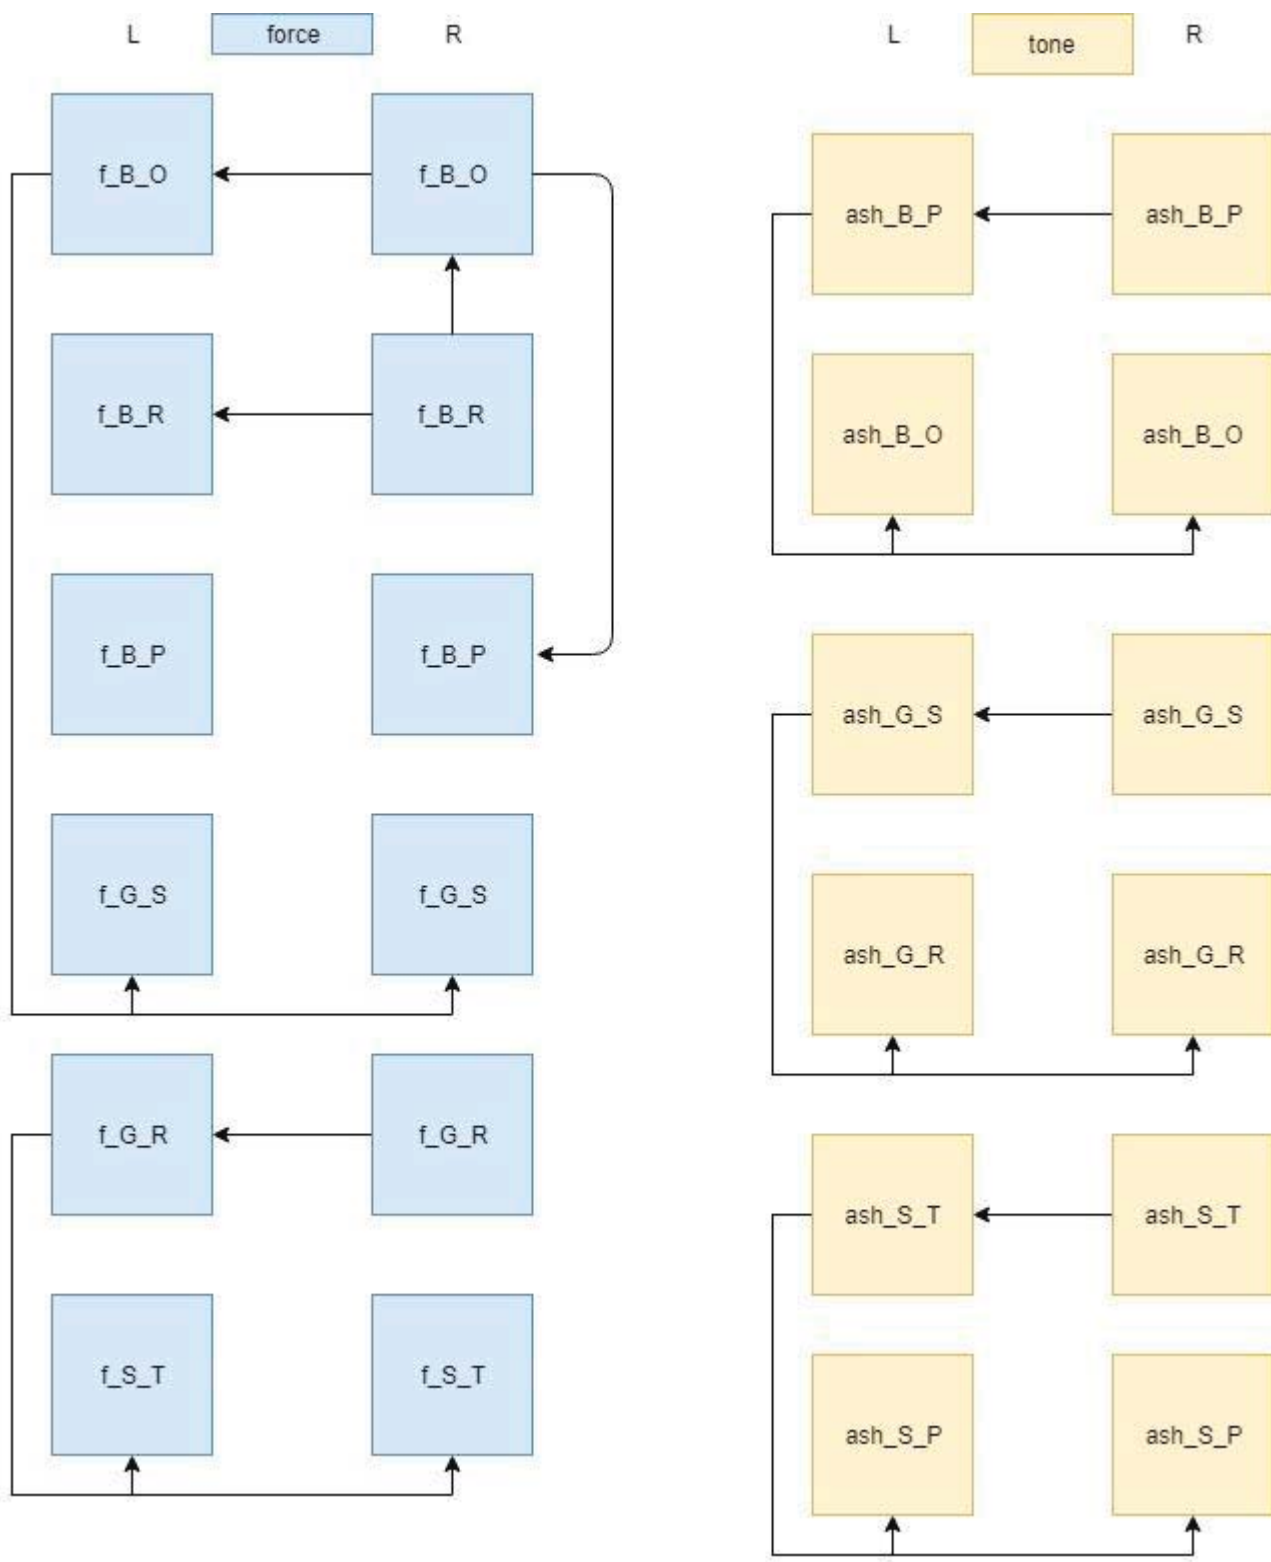 L force R
f_B_O f_B_O
f_B_R f_B_R
f_B_P f_B_P
f_G_S f_G_S
f_G_R f_G_R
f_S_T f_S_T
L tone R
ash_B_P ash_B_P
ash_B_O ash_B_O
ash_G_S ash_G_S
ash_G_R ash_G_R
ash_S_T ash_S_T
ash_S_P ash_S_P